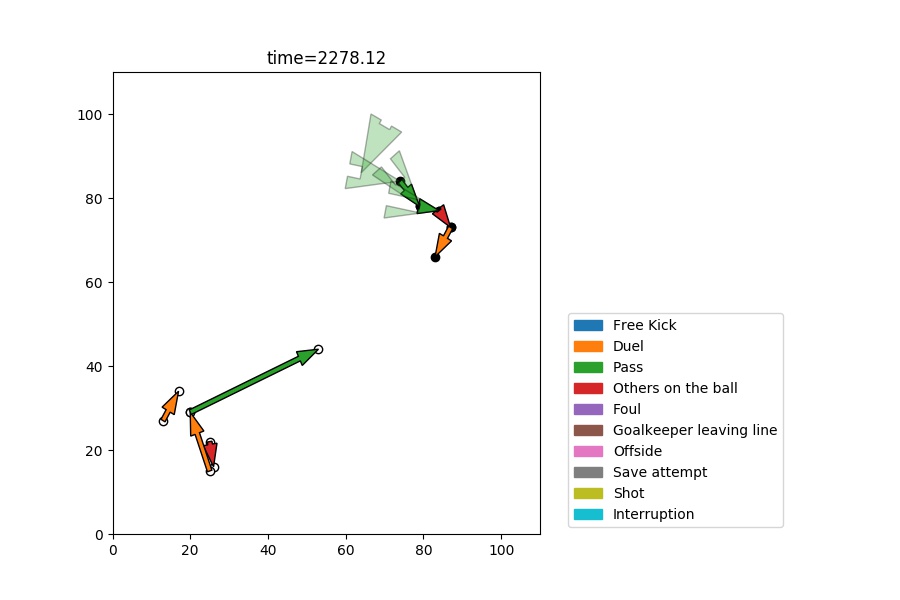 time=2278.12
100
80
60
40
20
0
0 20 40 60 80 100
Free Kick
Duel
Pass
Others on the ball
Foul
Goalkeeper leaving line
Offside
Save attempt
Shot
Interruption